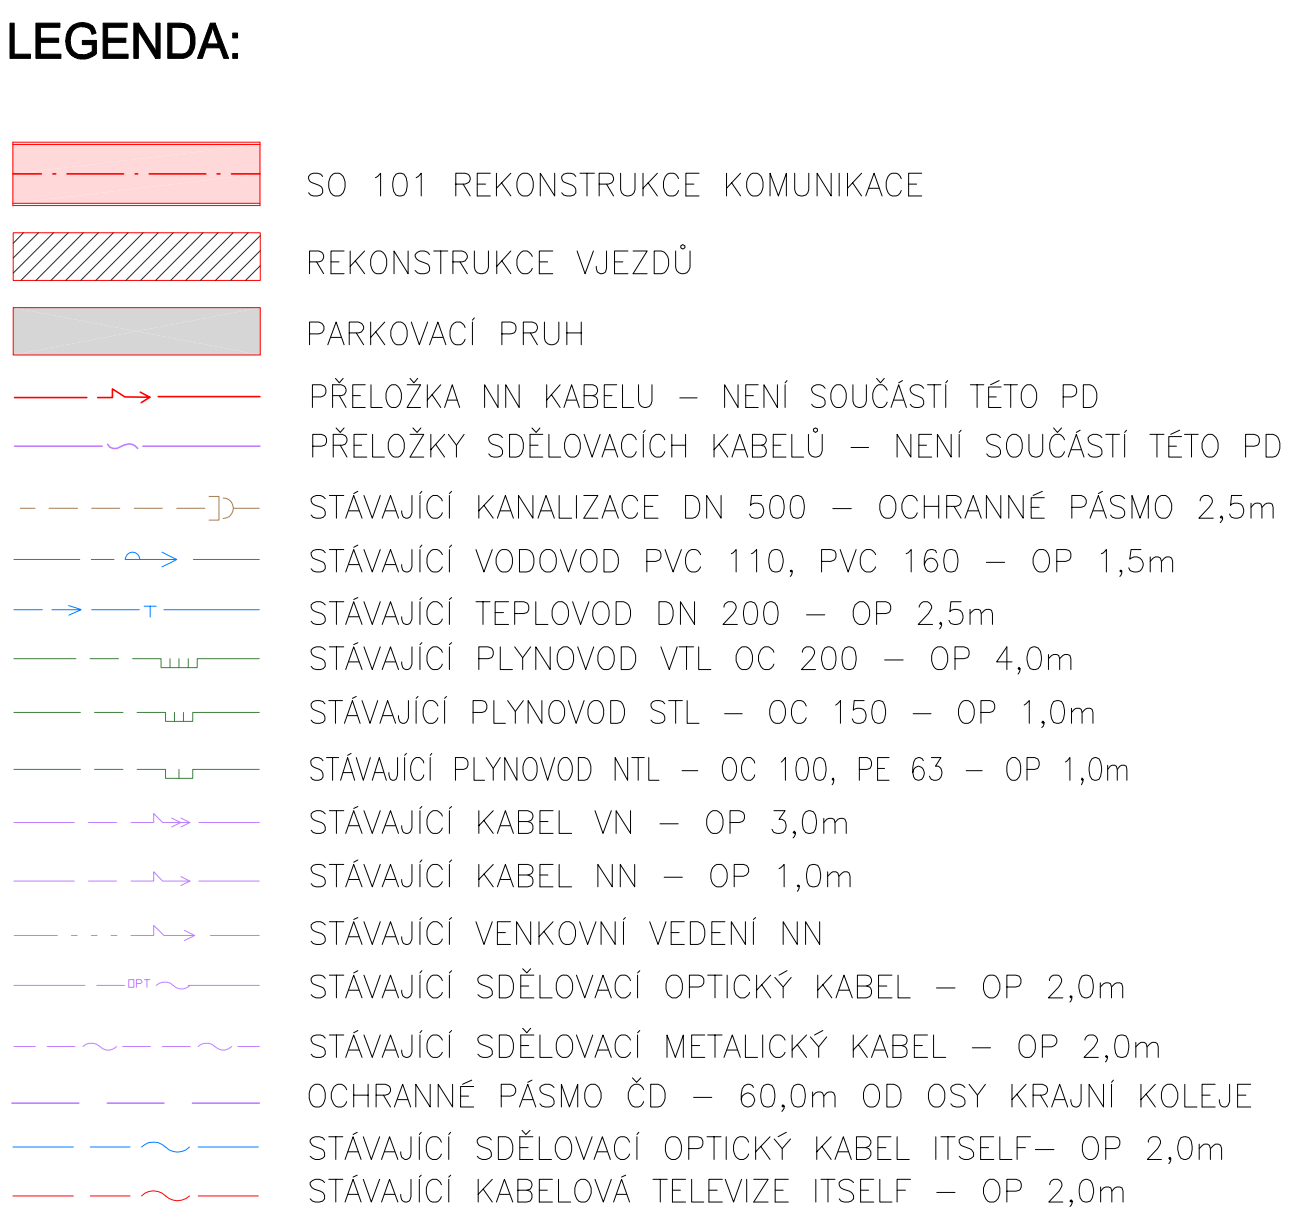 LEGENDA:
SO 101 REKONSTRUKCE KOMUNIKACE
REKONSTRUKCE VJEZDŮ
PARKOVACÍ PRUH
PŘELOŽKA NN KABELU – NENÍ SOUČÁSTÍ TÉTO PD
PŘELOŽKY SDĚLOVACÍCH KABELŮ – NENÍ SOUČÁSTÍ TÉTO PD
STÁVAJÍCÍ KANALIZACE DN 500 – OCHRANNÉ PÁSMO 2,5m
STÁVAJÍCÍ VODOVOD PVC 110, PVC 160 – OP 1,5m
T STÁVAJÍCÍ TEPLOVOD DN 200 – OP 2,5m
STÁVAJÍCÍ PLYNOVOD VTL OC 200 – OP 4,0m
STÁVAJÍCÍ PLYNOVOD STL – OC 150 – OP 1,0m
STÁVAJÍCÍ PLYNOVOD NTL – OC 100, PE 63 – OP 1,0m
STÁVAJÍCÍ KABEL VN – OP 3,0m
STÁVAJÍCÍ KABEL NN – OP 1,0m
STÁVAJÍCÍ VENKOVNÍ VEDENÍ NN
OPT STÁVAJÍCÍ SDĚLOVACÍ OPTICKÝ KABEL – OP 2,0m
STÁVAJÍCÍ SDĚLOVACÍ METALICKÝ KABEL – OP 2,0m
OCHRANNÉ PÁSMO ČD – 60,0m OD OSY KRAJNÍ KOLEJE
STÁVAJÍCÍ SDĚLOVACÍ OPTICKÝ KABEL ITSELF– OP 2,0m
STÁVAJÍCÍ KABELOVÁ TELEVIZE ITSELF – OP 2,0m